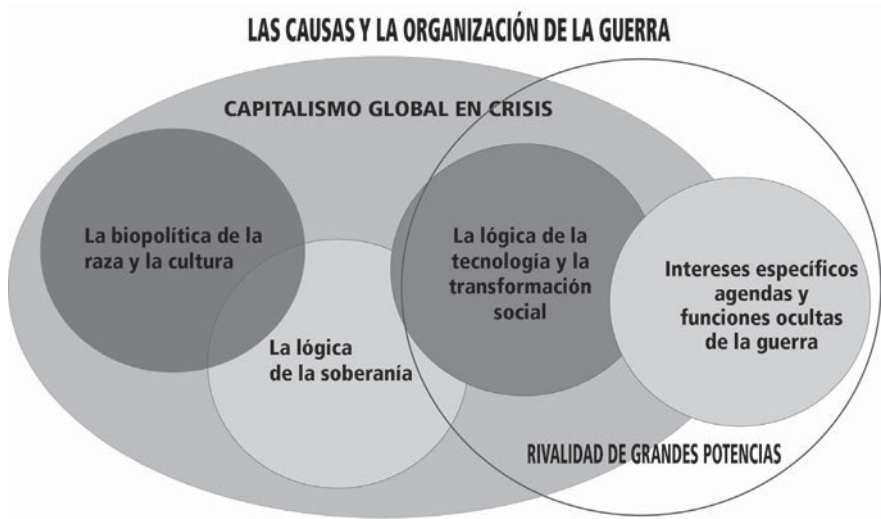 LAS CAUSAS Y LA ORGANIZACIÓN DE LA GUERRA
CAPITALISMO GLOBAL EN CRISIS
La biopolítica de la
raza y la cultura
La lógica
de la soberanía
La lógica de la
tecnología y la
transformación
social
Intereses específicos
agendas y
funciones ocultas
de la guerra
RIVALIDAD DE GRANDES POTENCIAS